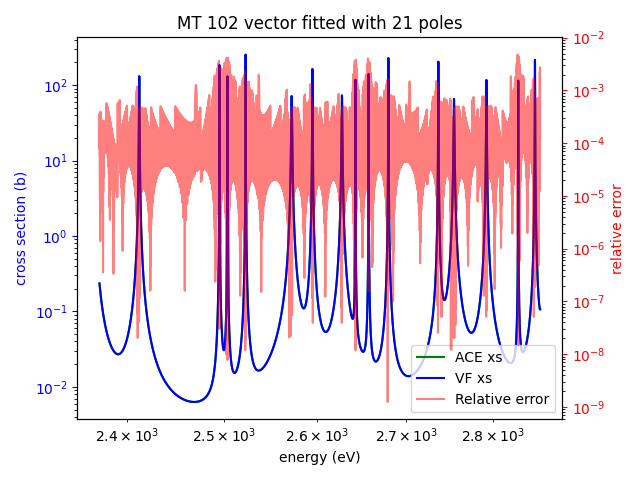 MT 102 vector fitted with 21 poles
cross section (b)
10²
10¹
10⁰
10⁻¹
10⁻²
10⁻²
10⁻³
10⁻⁴
10⁻⁵
10⁻⁶
10⁻⁷
10⁻⁸
10⁻⁹
relative error
ACE xs
VF xs
Relative error
2.4 × 10³ 2.5 × 10³ 2.6 × 10³ 2.7 × 10³ 2.8 × 10³
energy (eV)